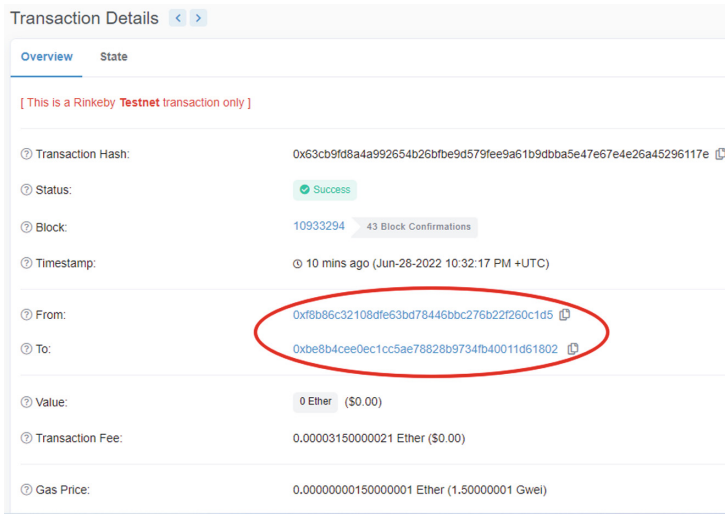 Transaction Details < >
Overview State
[ This is a Rinkeby Testnet transaction only ]
Transaction Hash: 0x63cb9fd8a4a992654b26bfbe9d579fee9a61b9dbba5e47e67e4e26a45296117e
Status: Success
Block: 10933294 43 Block Confirmations
Timestamp: 10 mins ago (Jun-28-2022 10:32:17 PM +UTC)
From: 0xf8b86c32108dfe63bd78446bbc276b22f260c1d5
To: 0xbe8b4cee0ec1cc5ae78828b9734fb40011d61802
Value: 0 Ether ($0.00)
Transaction Fee: 0.00003150000021 Ether ($0.00)
Gas Price: 0.00000000150000001 Ether (1.50000001 Gwei)